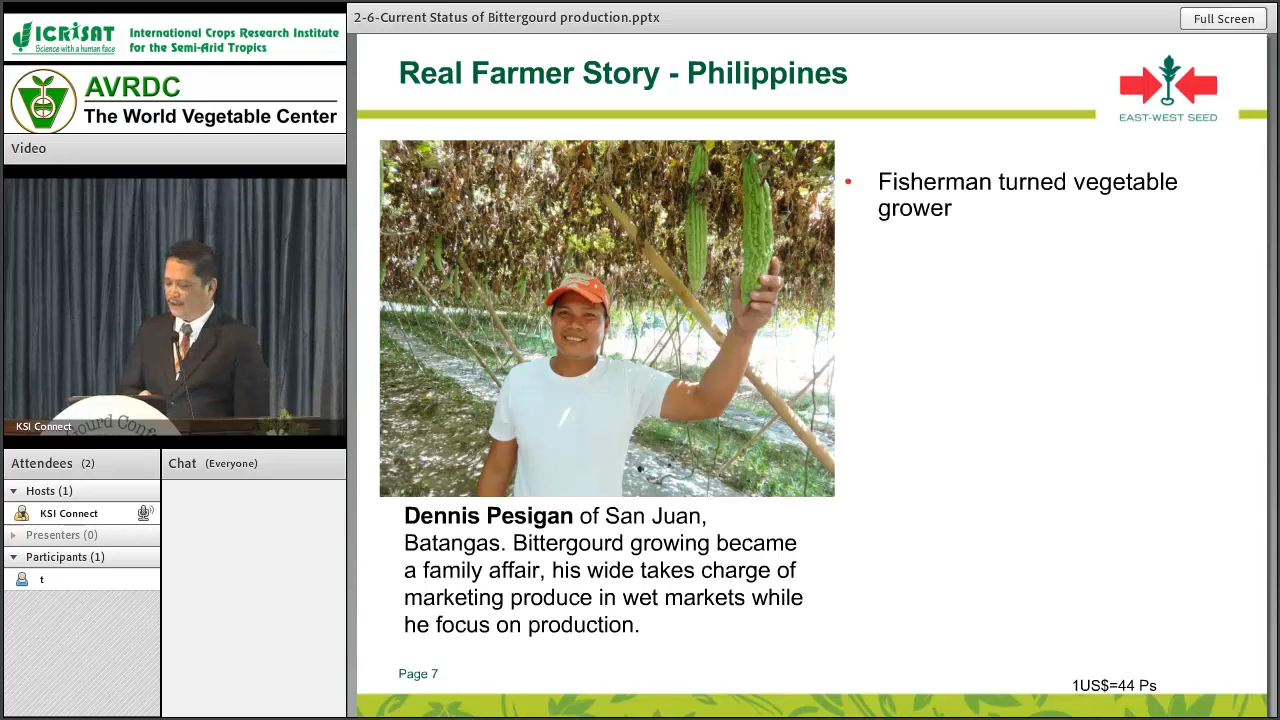 2-6-Current Status of Bittergourd production.pptx
Full Screen
ICRISAT
Science with a human face
International Crops Research Institute
for the Semi-Arid Tropics
AVRDC
The World Vegetable Center
Video
KSI Connect
Attendees (2)
Hosts (1)
KSI Connect
Presenters (0)
Participants (1)
t
Chat (Everyone)
Real Farmer Story - Philippines
EAST-WEST SEED
• Fisherman turned vegetable
grower
Dennis Pesigan of San Juan,
Batangas. Bittergourd growing became
a family affair, his wide takes charge of
marketing produce in wet markets while
he focus on production.
Page 7
1US$=44 Ps